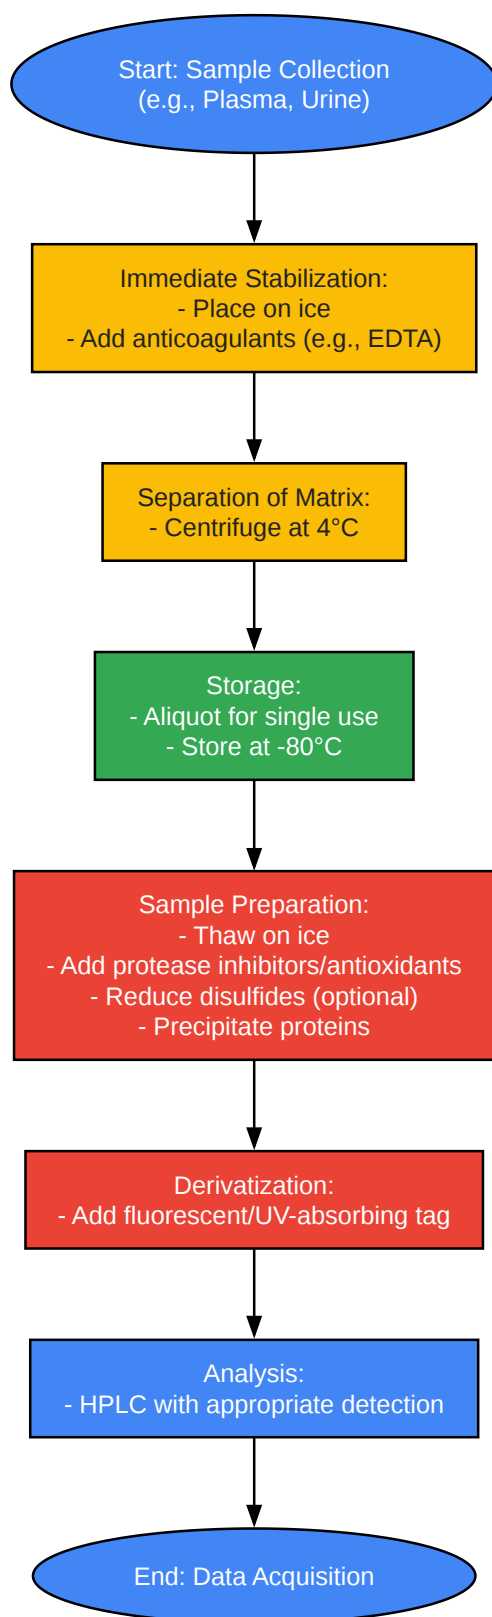 Start: Sample Collection
(e.g., Plasma, Urine)
Immediate Stabilization:
- Place on ice
- Add anticoagulants (e.g., EDTA)
Separation of Matrix:
- Centrifuge at 4°C
Storage:
- Aliquot for single use
- Store at -80°C
Sample Preparation:
- Thaw on ice
- Add protease inhibitors/antioxidants
- Reduce disulfides (optional)
- Precipitate proteins
Derivatization:
- Add fluorescent/UV-absorbing tag
Analysis:
- HPLC with appropriate detection
End: Data Acquisition